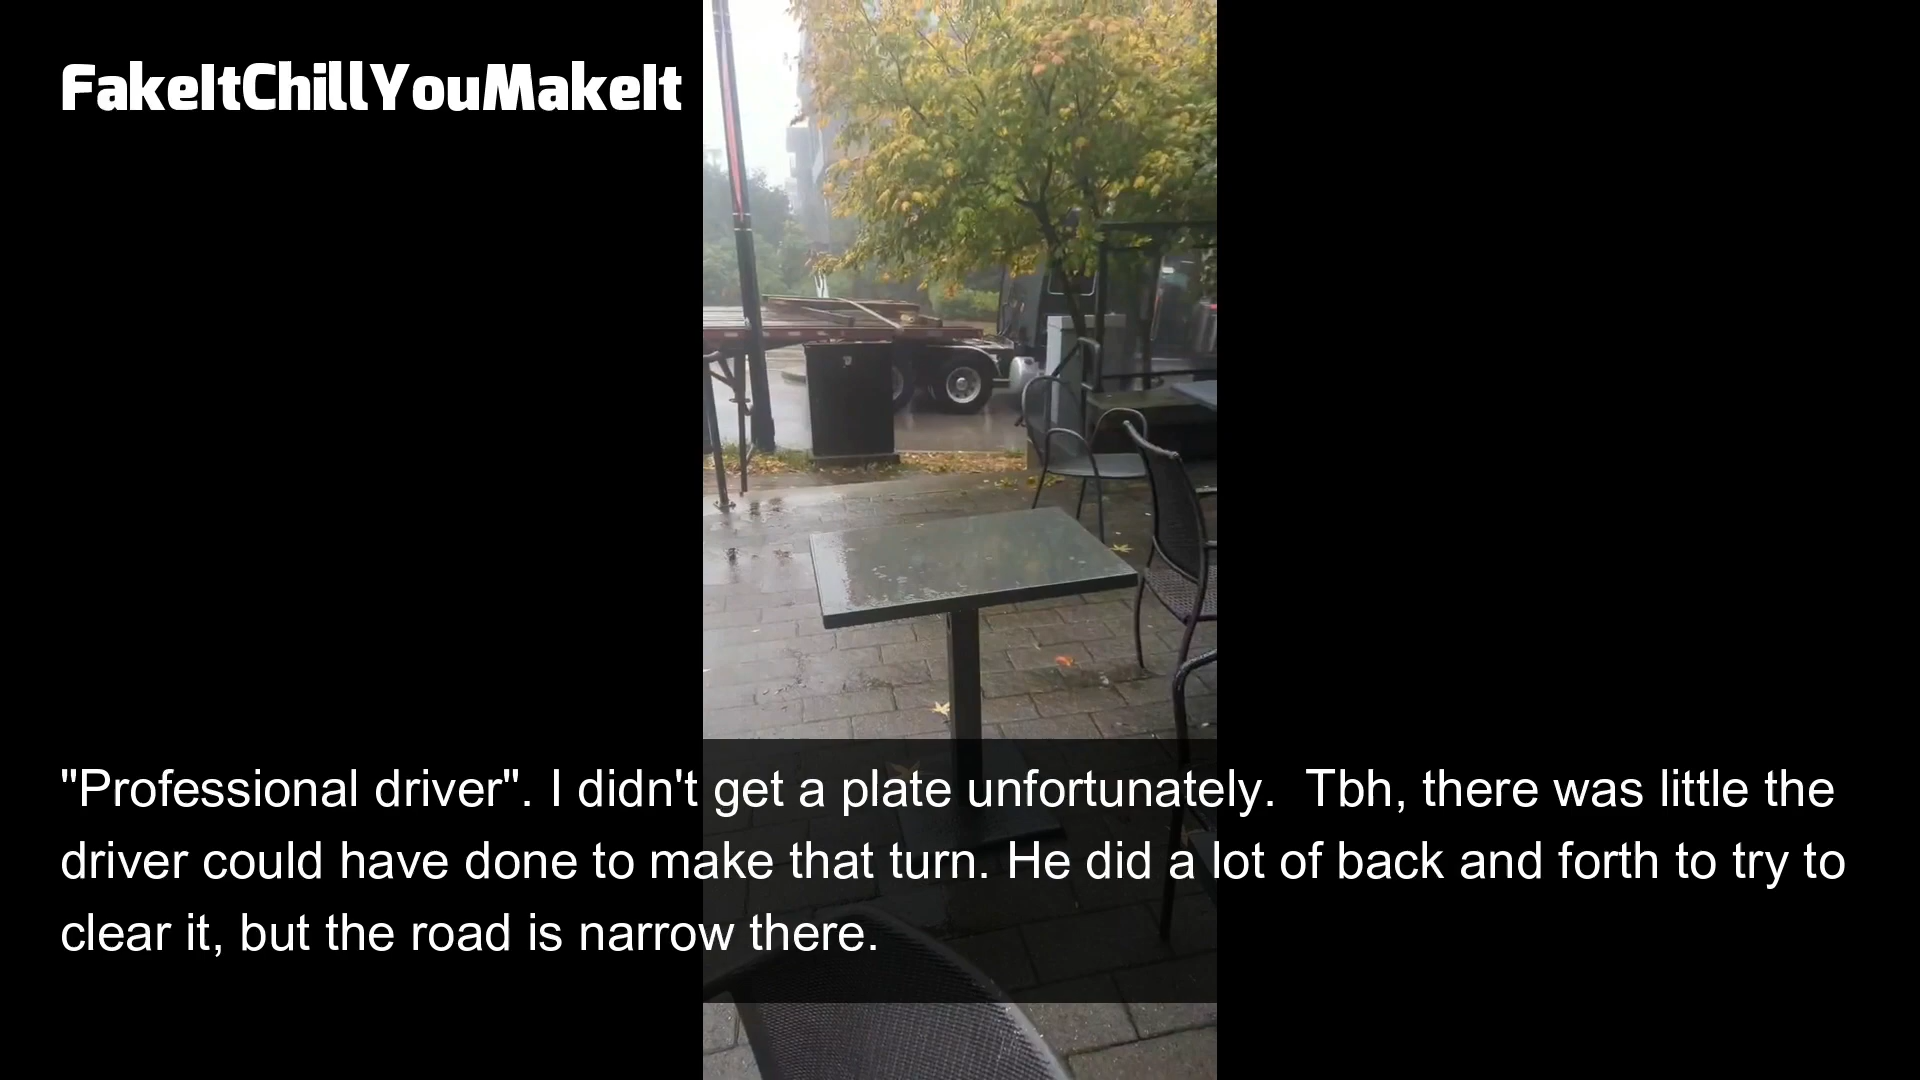 FakeItChillYouMakeIt
"Professional driver". I didn't get a plate unfortunately.  Tbh, there was little the
driver could have done to make that turn. He did a lot of back and forth to try to
clear it, but the road is narrow there.